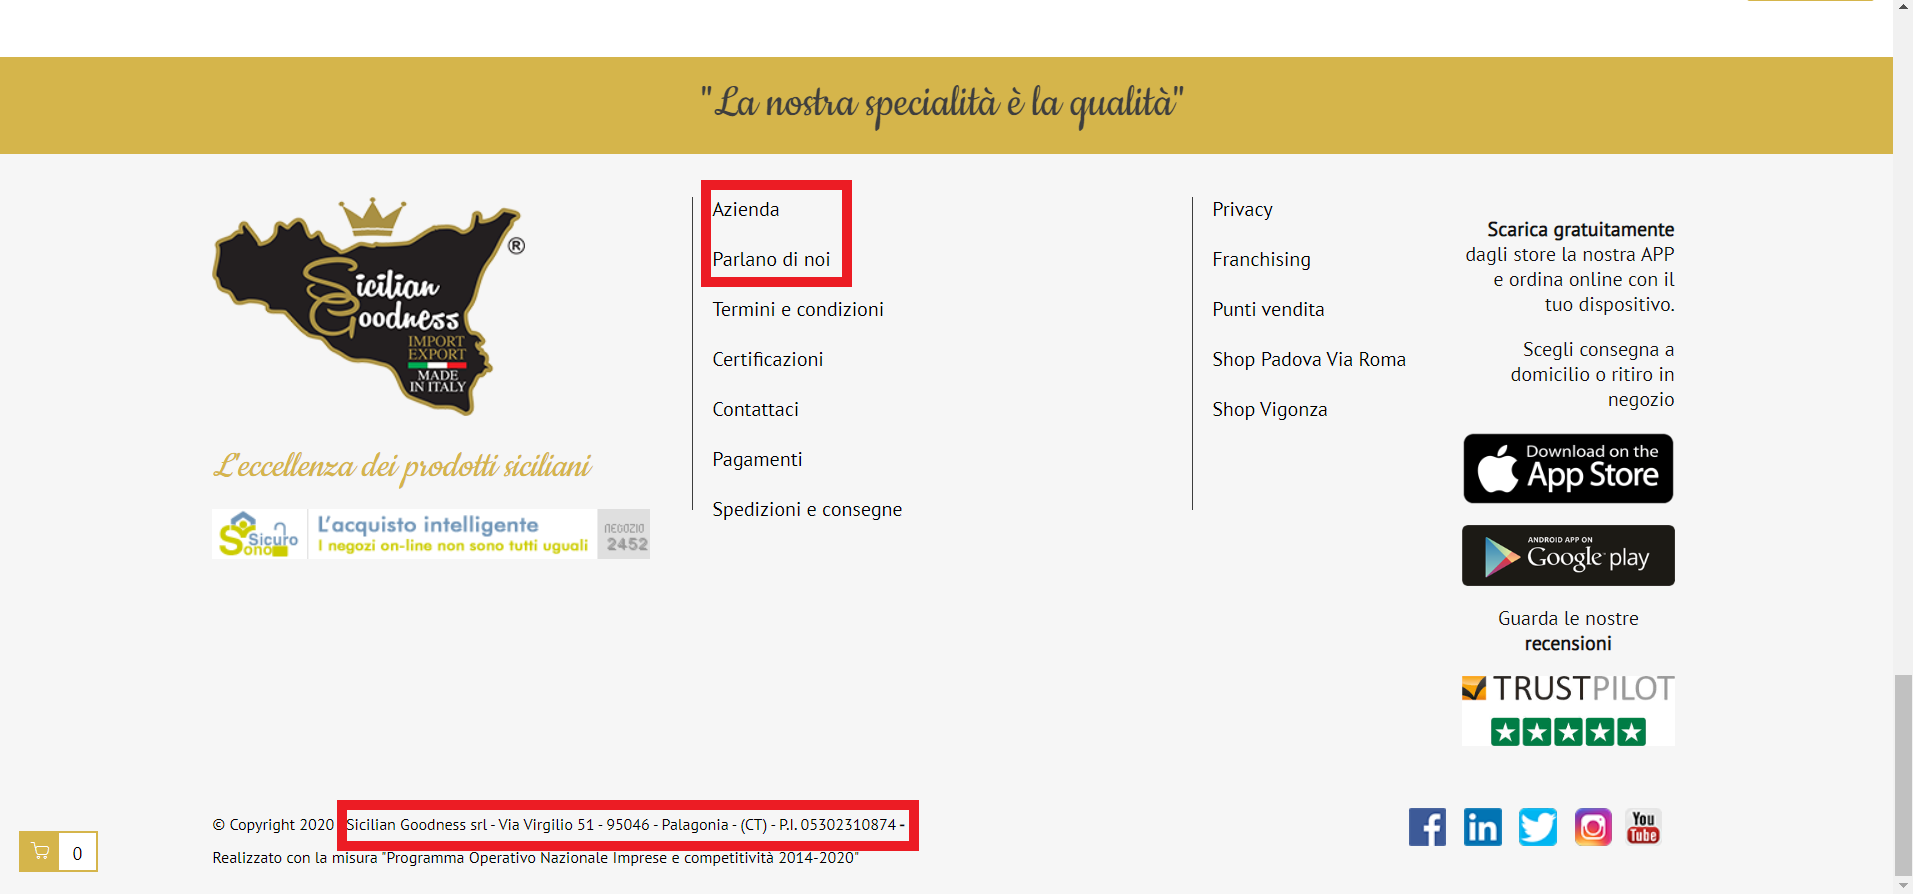 "La nostra specialità è la qualità"
Sicilian
Goodness
®
IMPORT
EXPORT
MADE
IN ITALY
L'eccellenza dei prodotti siciliani
Sicuro
Sono
L'acquisto intelligente
I negozi on-line non sono tutti uguali
NEGOZIO
2452
Azienda
Parlano di noi
Termini e condizioni
Certificazioni
Contattaci
Pagamenti
Spedizioni e consegne
Privacy
Franchising
Punti vendita
Shop Padova Via Roma
Shop Vigonza
Scarica gratuitamente
dagli store la nostra APP
e ordina online con il
tuo dispositivo.
Scegli consegna a
domicilio o ritiro in
negozio
Download on the
App Store
ANDROID APP ON
Google play
Guarda le nostre
recensioni
TRUSTPILOT
© Copyright 2020 Sicilian Goodness srl - Via Virgilio 51 - 95046 - Palagonia - (CT) - P.I. 05302310874 -
Realizzato con la misura "Programma Operativo Nazionale Imprese e competitività 2014-2020"
f
in
You
Tube
0